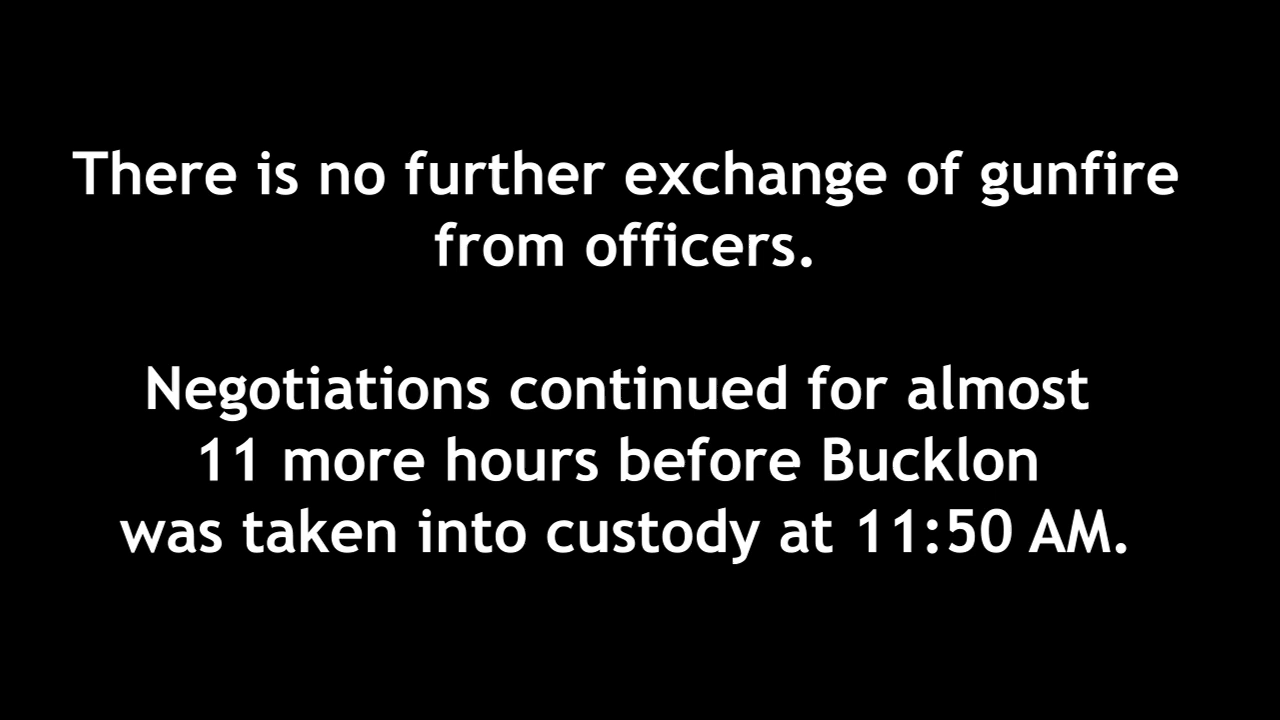 There is no further exchange of gunfire
from officers.
Negotiations continued for almost
11 more hours before Bucklon
was taken into custody at 11:50 AM.